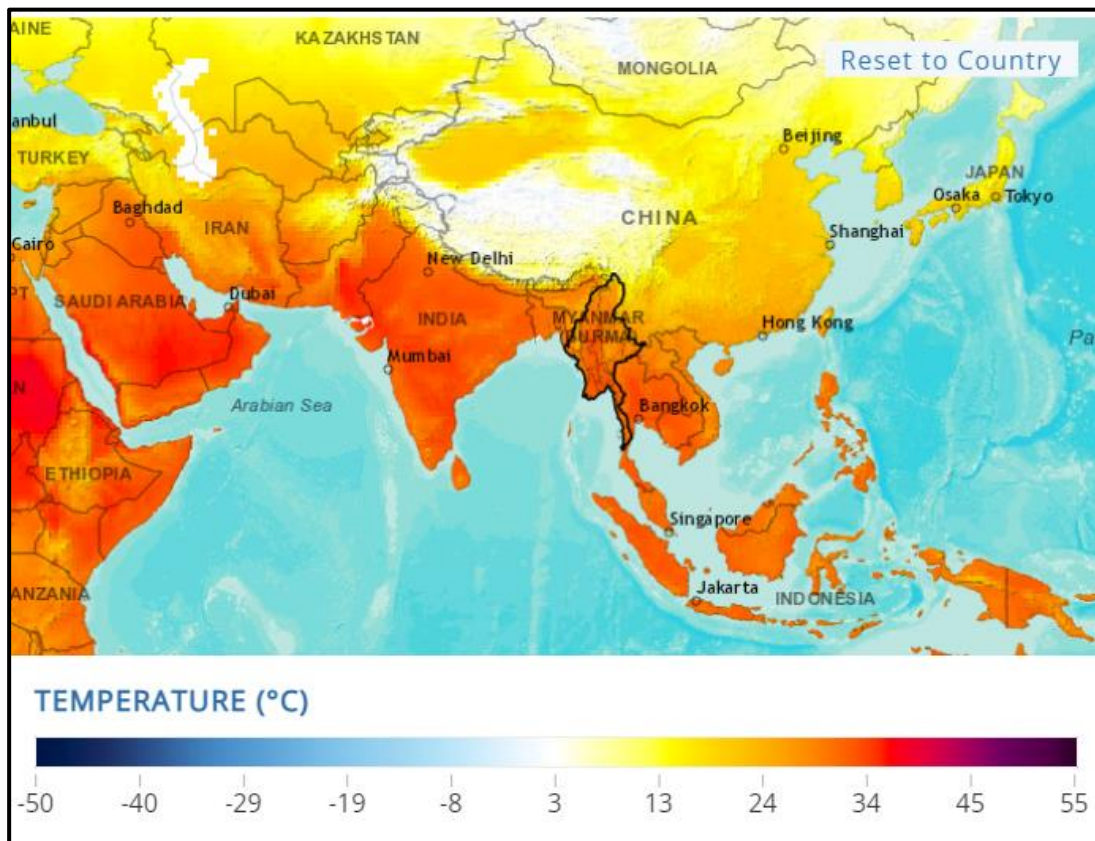 AINE
KAZAKHSTAN
MONGOLIA
Reset to Country
anbul
Beijing
TURKEY
JAPAN
Osaka
Tokyo
Baghdad
IRAN
CHINA
Shanghai
Cairo
New Delhi
PT
SAUDI ARABIA
Dubai
INDIA
MYANMAR
(BURMA)
Hong Kong
Pa
Mumbai
N
Arabian Sea
Bangkok
ETHIOPIA
Singapore
ANZANIA
Jakarta
INDONESIA
TEMPERATURE (°C)
-50 -40 -29 -19 -8 3 13 24 34 45 55